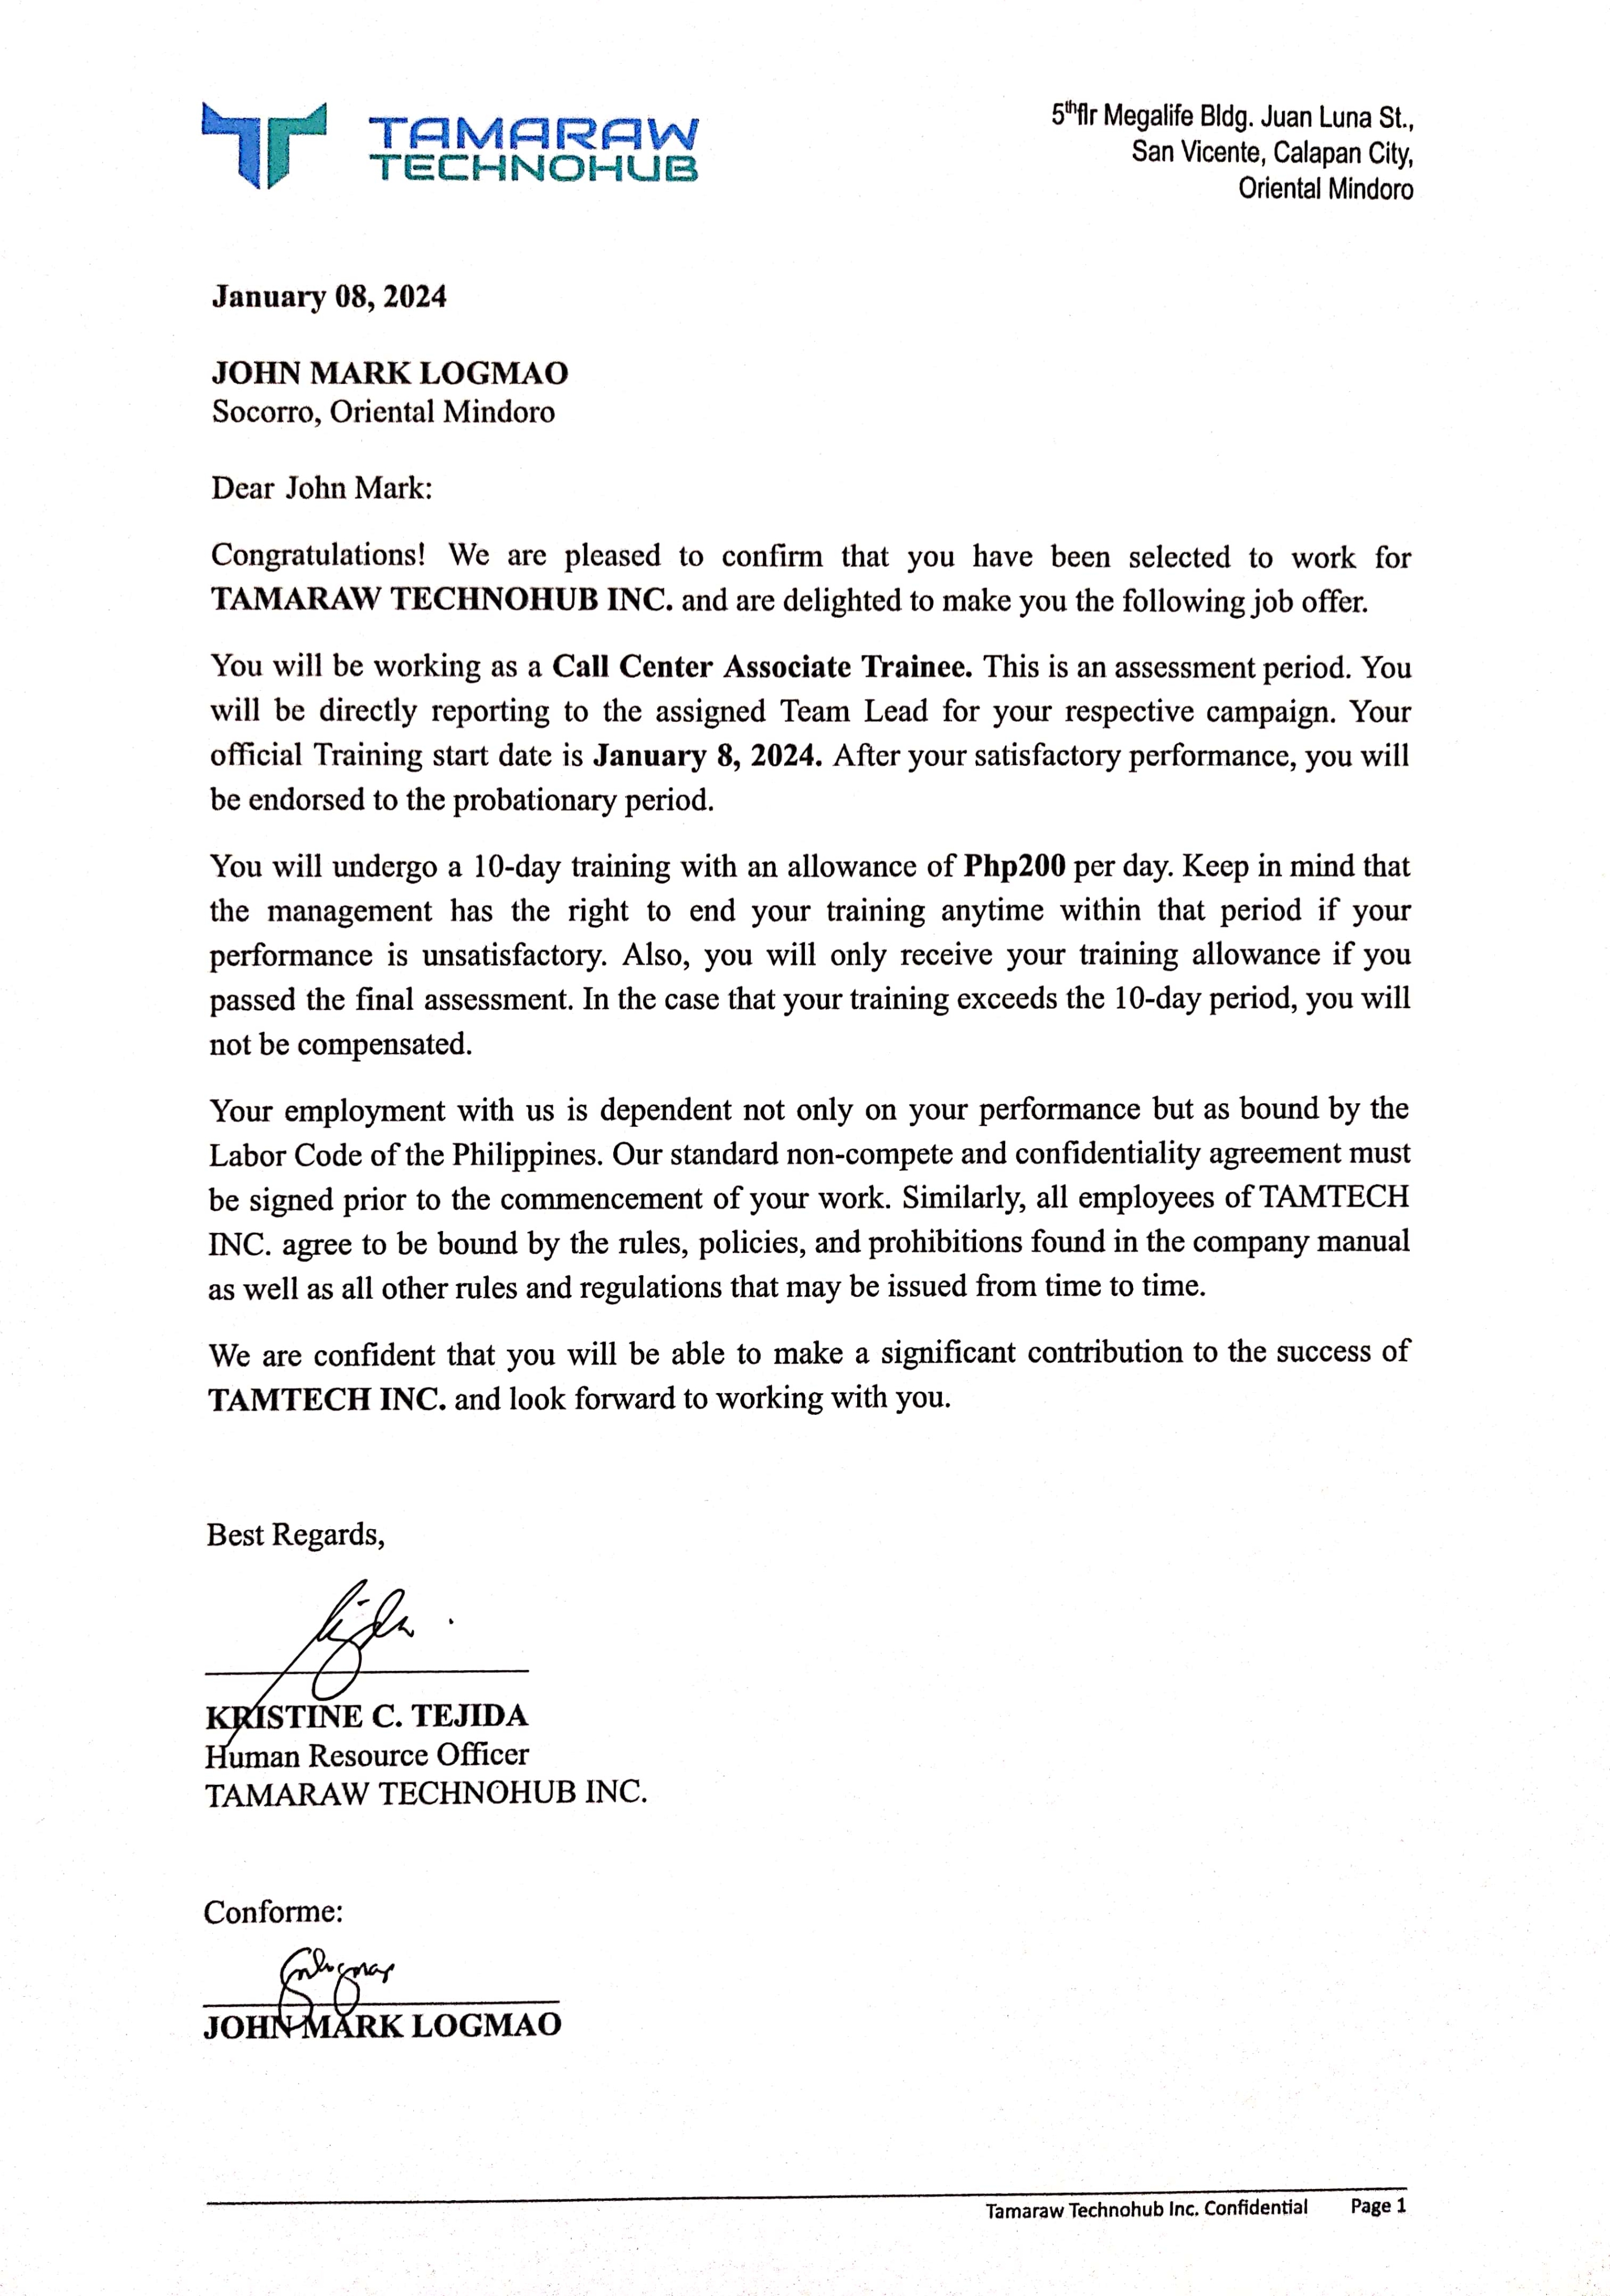 TAMARAW
TECHNOHUB
5thflr Megalife Bldg. Juan Luna St.,
San Vicente, Calapan City,
Oriental Mindoro
January 08, 2024
JOHN MARK LOGMAO
Socorro, Oriental Mindoro
Dear John Mark:
Congratulations! We are pleased to confirm that you have been selected to work for
TAMARAW TECHNOHUB INC. and are delighted to make you the following job offer.
You will be working as a Call Center Associate Trainee. This is an assessment period. You
will be directly reporting to the assigned Team Lead for your respective campaign. Your
official Training start date is January 8, 2024. After your satisfactory performance, you will
be endorsed to the probationary period.
You will undergo a 10-day training with an allowance of Php200 per day. Keep in mind that
the management has the right to end your training anytime within that period if your
performance is unsatisfactory. Also, you will only receive your training allowance if you
passed the final assessment. In the case that your training exceeds the 10-day period, you will
not be compensated.
Your employment with us is dependent not only on your performance but as bound by the
Labor Code of the Philippines. Our standard non-compete and confidentiality agreement must
be signed prior to the commencement of your work. Similarly, all employees of TAMTECH
INC. agree to be bound by the rules, policies, and prohibitions found in the company manual
as well as all other rules and regulations that may be issued from time to time.
We are confident that you will be able to make a significant contribution to the success of
TAMTECH INC. and look forward to working with you.
Best Regards,
KRISTINE C. TEJIDA
Human Resource Officer
TAMARAW TECHNOHUB INC.
Conforme:
JOHN MARK LOGMAO
Tamaraw Technohub Inc. Confidential Page 1